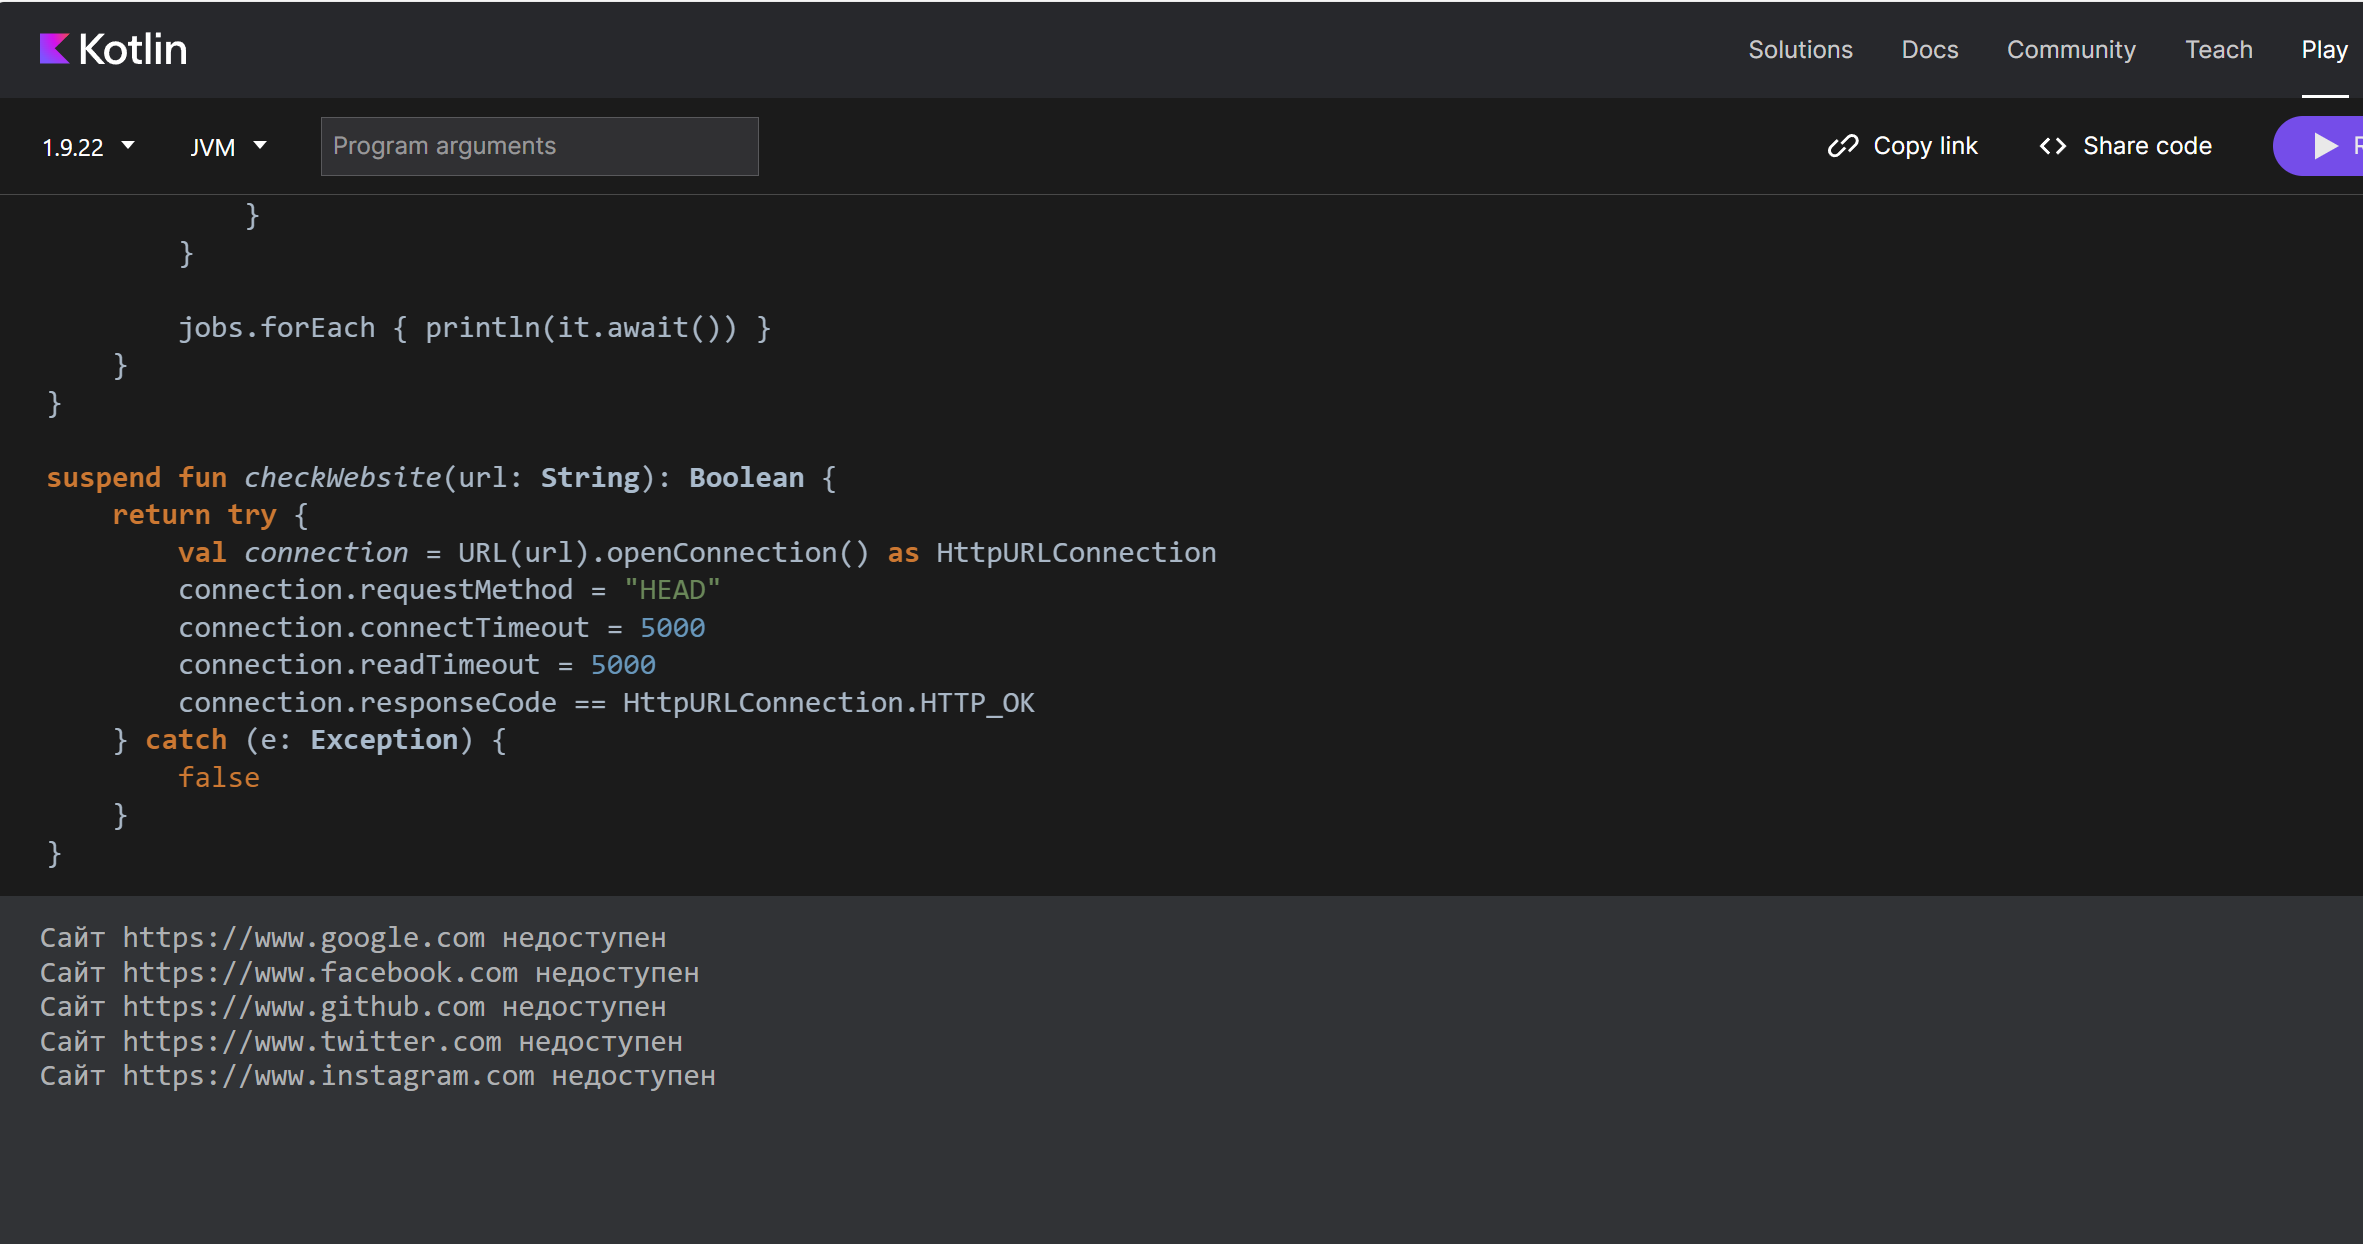 Kotlin Solutions Docs Community Teach Play
1.9.22 JVM Program arguments Copy link Share code
}
}
jobs.forEach { println(it.await()) }
}
}
suspend fun checkWebsite(url: String): Boolean {
return try {
val connection = URL(url).openConnection() as HttpURLConnection
connection.requestMethod = "HEAD"
connection.connectTimeout = 5000
connection.readTimeout = 5000
connection.responseCode == HttpURLConnection.HTTP_OK
} catch (e: Exception) {
false
}
}
Сайт https://www.google.com недоступен
Сайт https://www.facebook.com недоступен
Сайт https://www.github.com недоступен
Сайт https://www.twitter.com недоступен
Сайт https://www.instagram.com недоступен